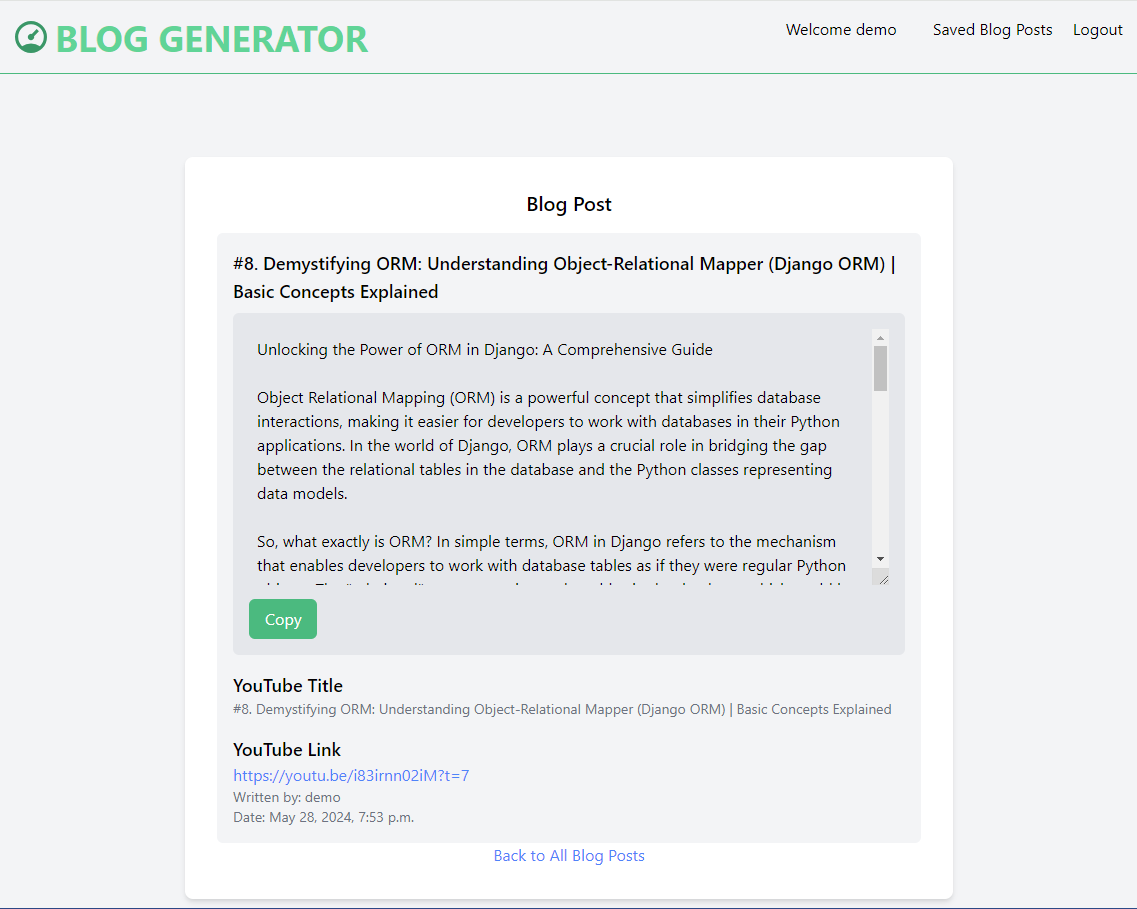 BLOG GENERATOR
Welcome demo
Saved Blog Posts
Logout
Blog Post
#8. Demystifying ORM: Understanding Object-Relational Mapper (Django ORM) |
Basic Concepts Explained
Unlocking the Power of ORM in Django: A Comprehensive Guide
Object Relational Mapping (ORM) is a powerful concept that simplifies database
interactions, making it easier for developers to work with databases in their Python
applications. In the world of Django, ORM plays a crucial role in bridging the gap
between the relational tables in the database and the Python classes representing
data models.
So, what exactly is ORM? In simple terms, ORM in Django refers to the mechanism
that enables developers to work with database tables as if they were regular Python
Copy
YouTube Title
#8. Demystifying ORM: Understanding Object-Relational Mapper (Django ORM) | Basic Concepts Explained
YouTube Link
https://youtu.be/i83irnn02iM?t=7
Written by: demo
Date: May 28, 2024, 7:53 p.m.
Back to All Blog Posts